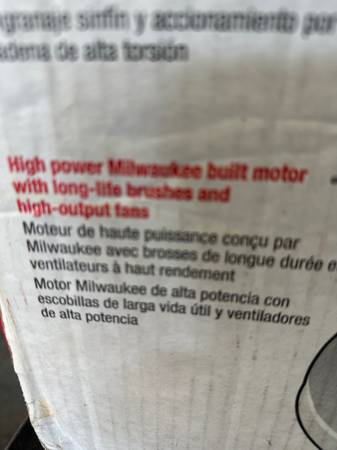 engranaje sinfín y accionamiento por
cadena de alta torsión
High power Milwaukee built motor
with long-life brushes and
high-output fans
Moteur de haute puissance conçu par
Milwaukee avec brosses de longue durée e
ventilateurs à haut rendement
Motor Milwaukee de alta potencia con
escobillas de larga vida útil y ventiladores
de alta potencia